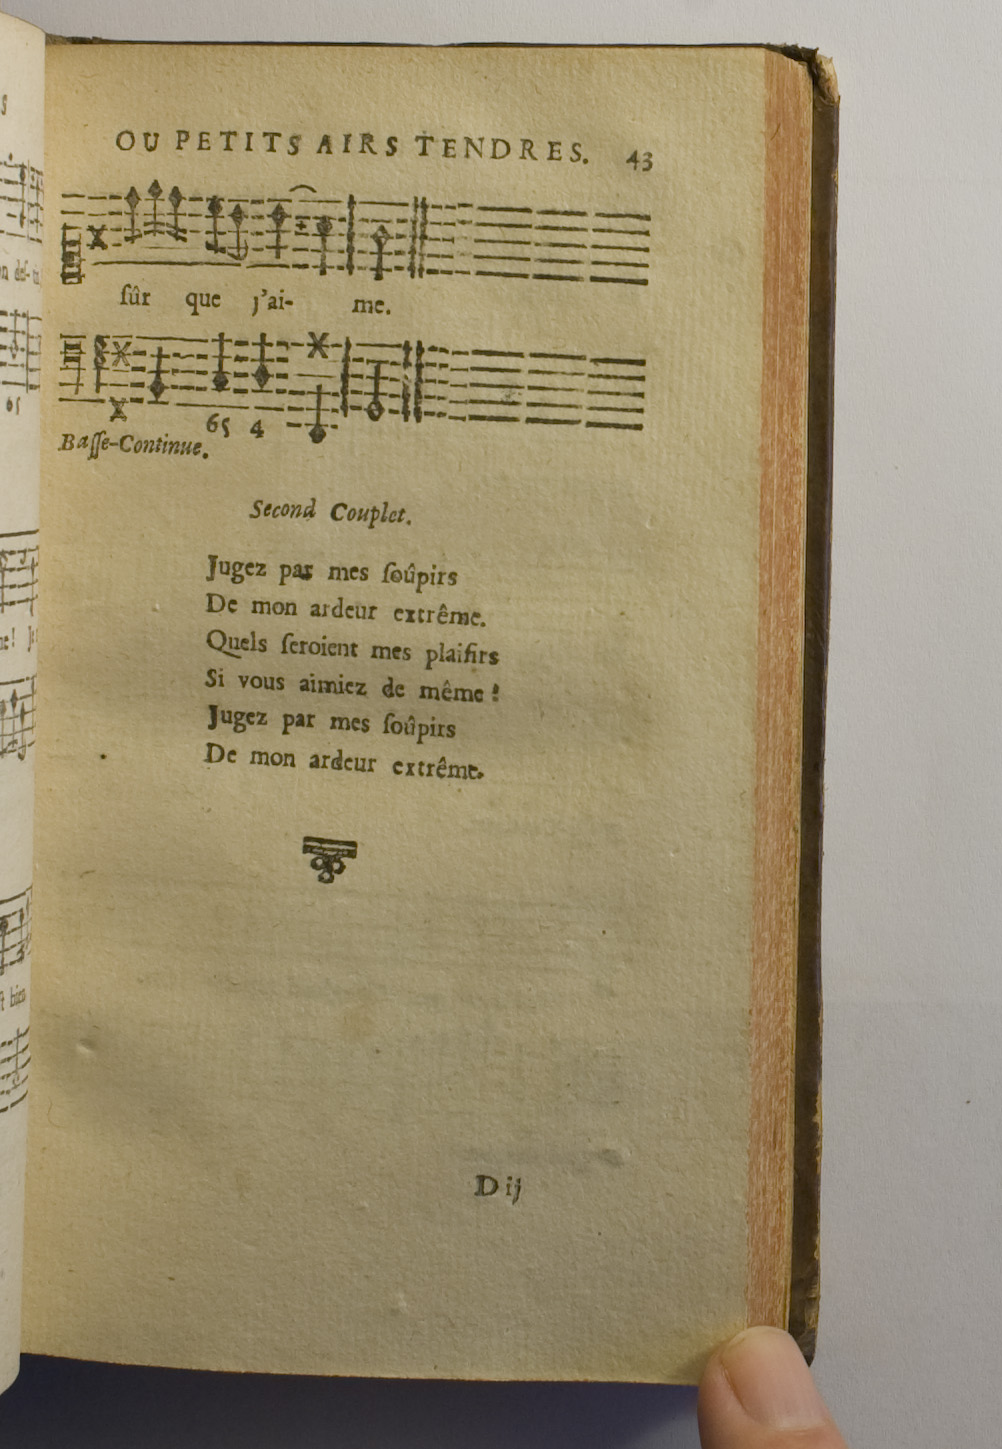 OU PETITS AIRS TENDRES. 43
ſûr que j'ai- me.
65 4
Baſſe-Continue.
Second Couplet.
Jugez par mes ſoûpirs
De mon ardeur extrême.
Quels ſeroient mes plaiſirs
Si vous aimiez de même !
Jugez par mes ſoûpirs
De mon ardeur extrême.
D ij